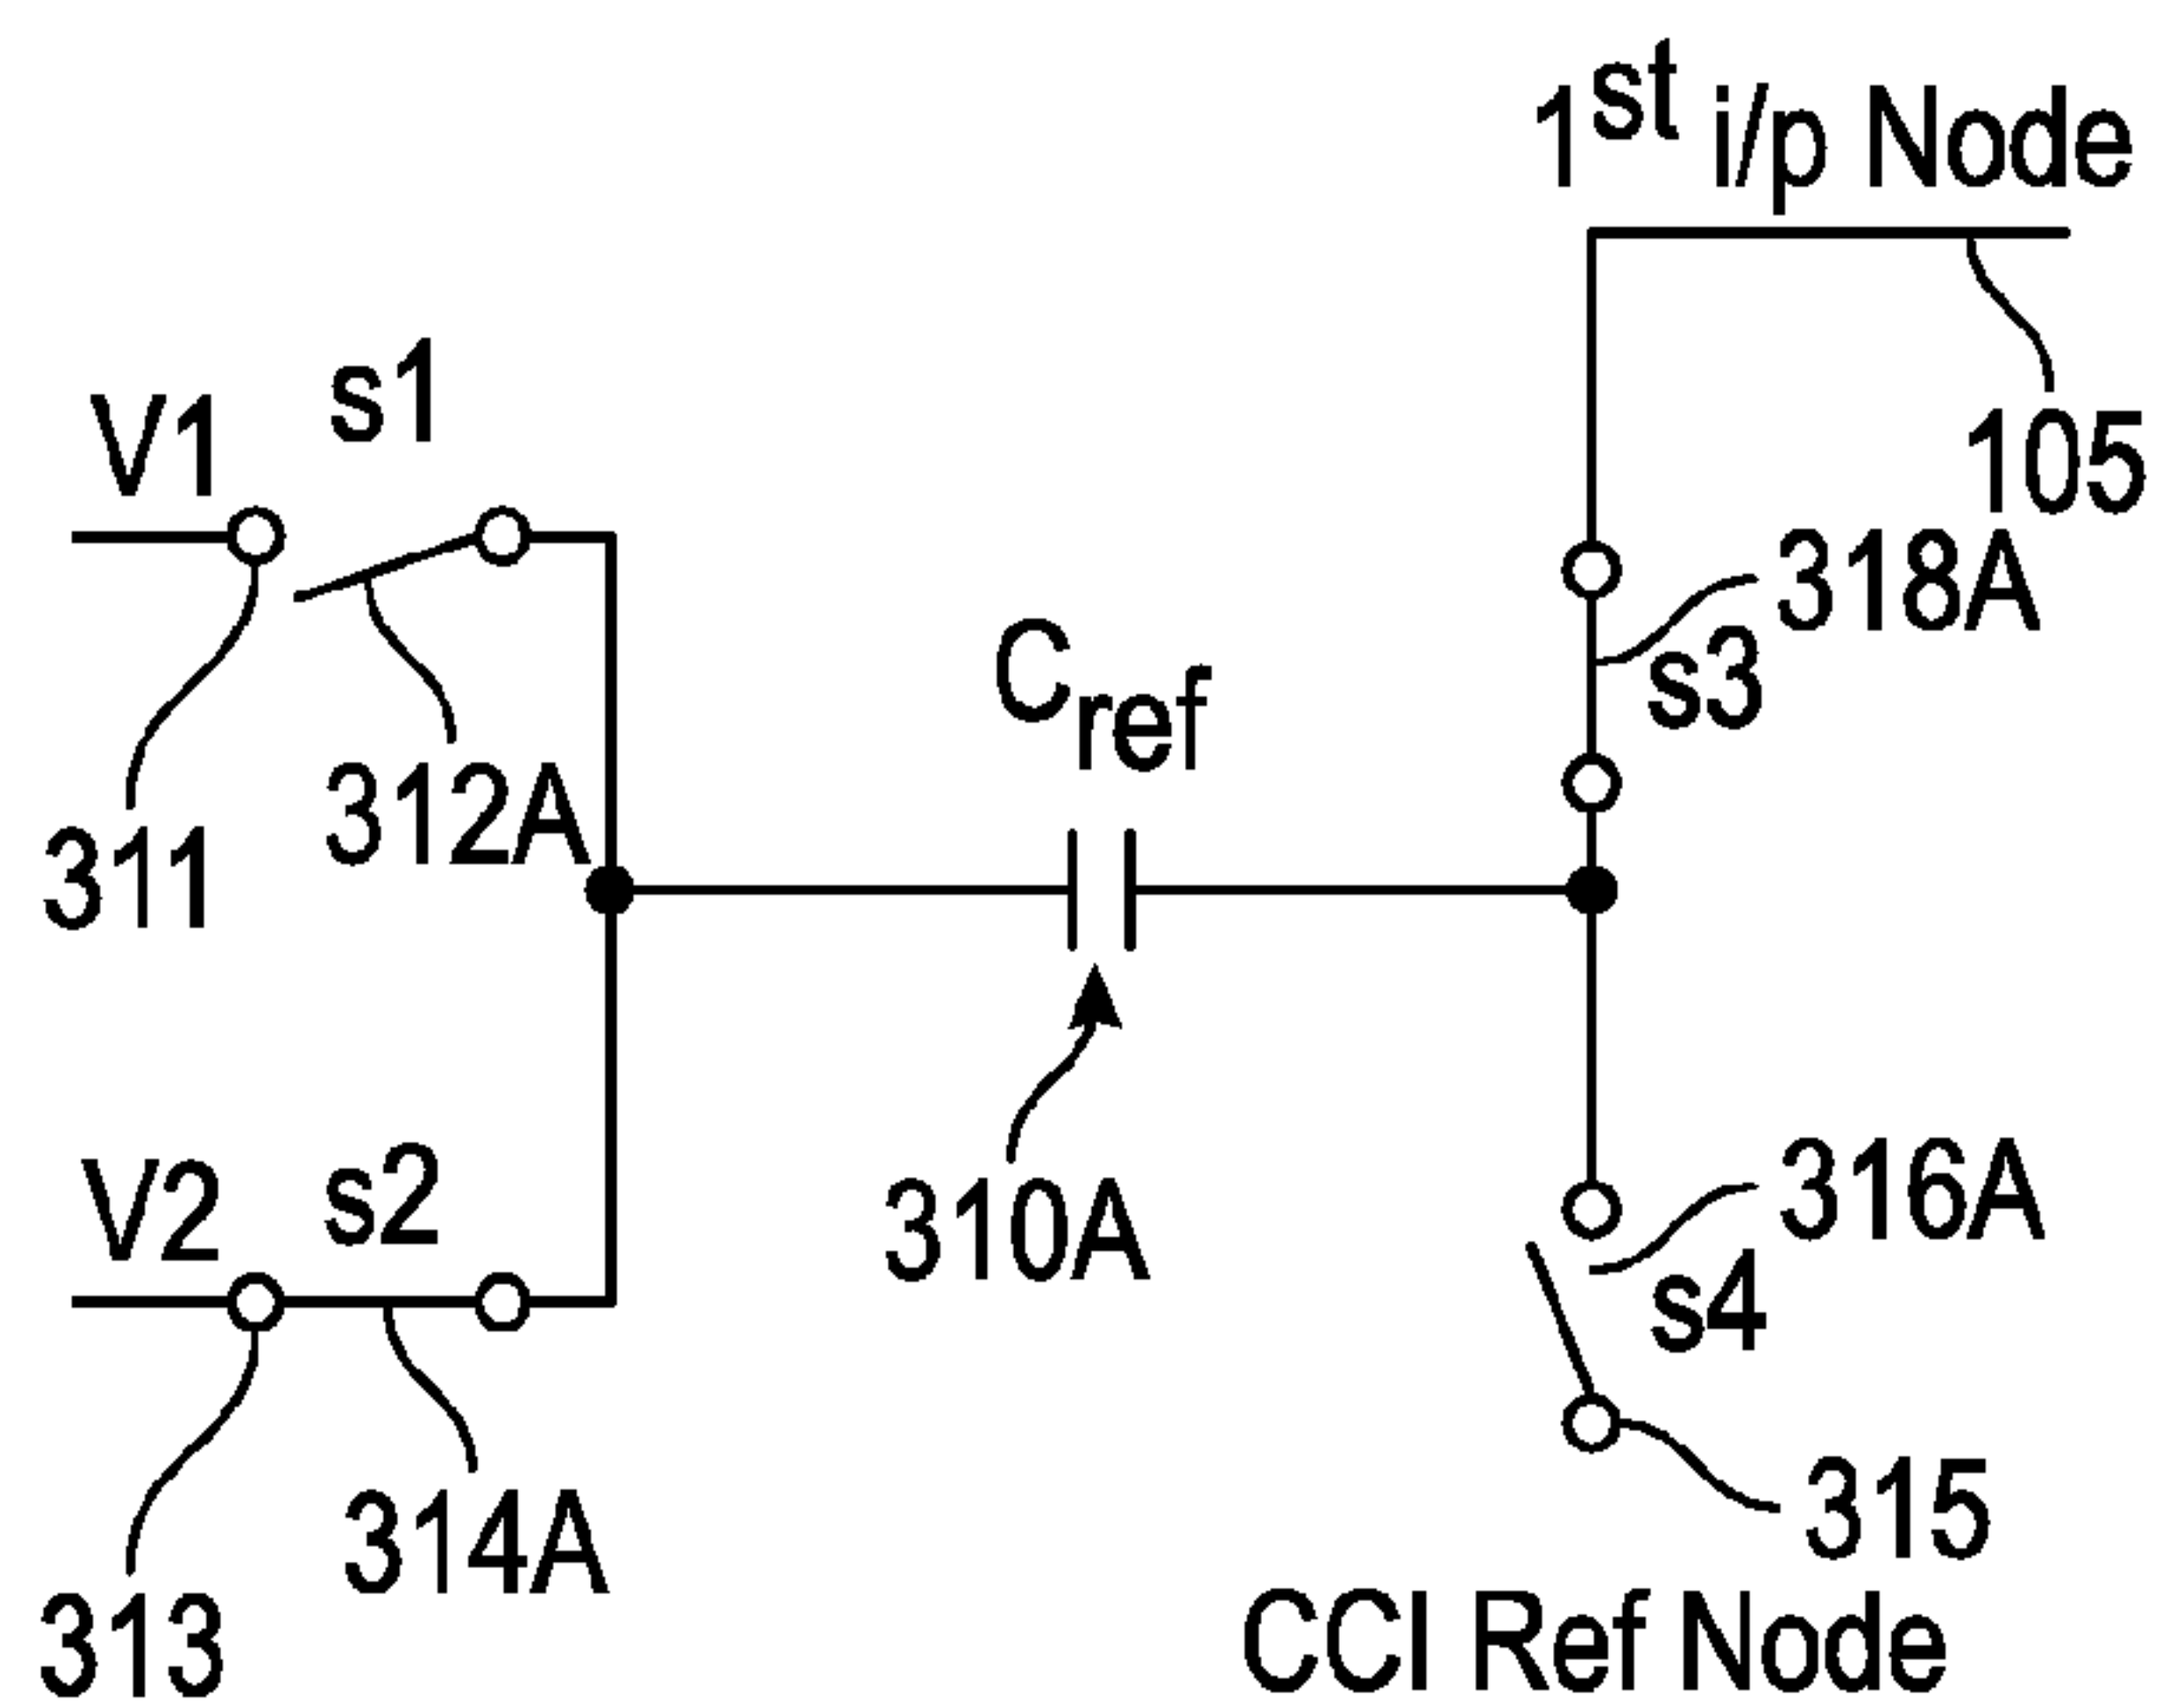 1st i/p Node
105
V1
s1
311
312A
Cref
318A
s3
V2
s2
313
314A
310A
316A
s4
315
CCI Ref Node